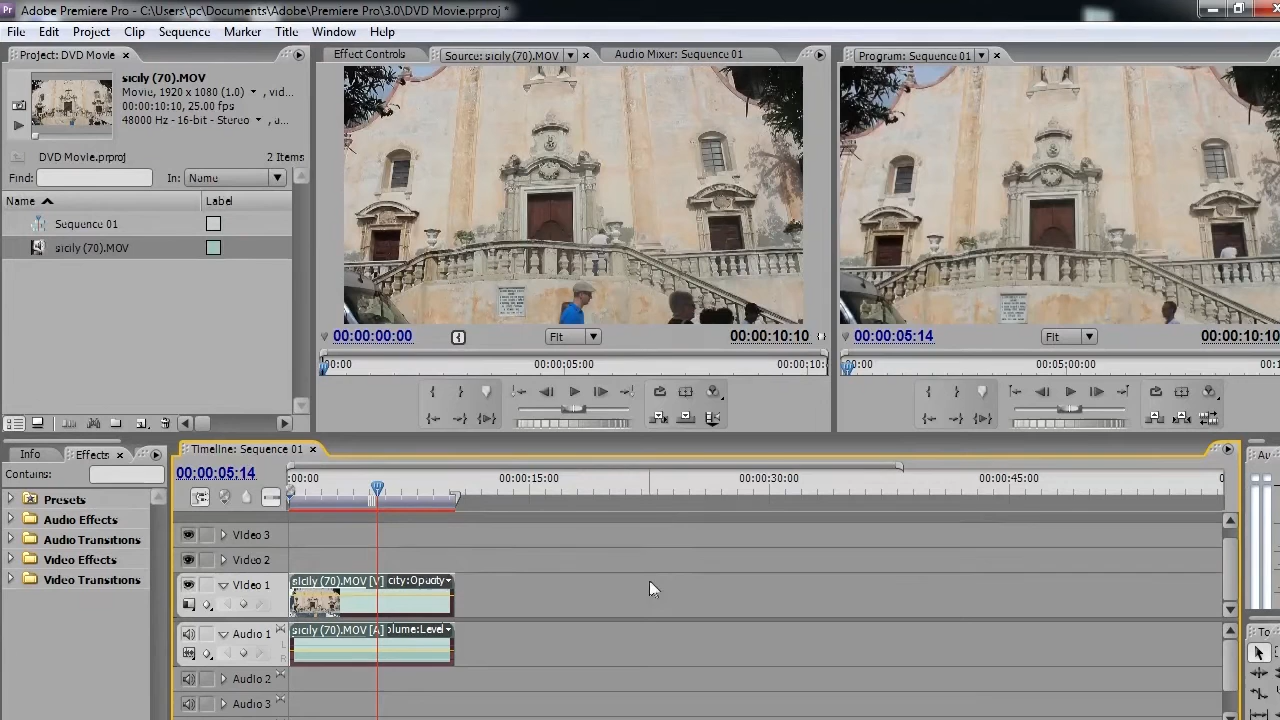 Pr Adobe Premiere Pro - C:\Users\pc\Documents\Adobe\Premiere Pro\3.0\DVD Movie.prproj *
File Edit Project Clip Sequence Marker Title Window Help
Project: DVD Movie
sicily (70).MOV
Movie, 1920 x 1080 (1.0) , vid...
00:00:10:10, 25.00 fps
48000 Hz - 16-bit - Stereo , a...
DVD Movie.prproj 2 Items
Find: In: Name
Name Label
Sequence 01
sicily (70).MOV
Effect Controls Source: sicily (70).MOV Audio Mixer: Sequence 01
00:00:00:00 Fit 00:00:10:10
00:00 00:00:05:00 00:00:10:
Program: Sequence 01
00:00:05:14 Fit 00:00:10:10
00:00 00:05:00:00 00:1
Info Effects
Contains:
Presets
Audio Effects
Audio Transitions
Video Effects
Video Transitions
Timeline: Sequence 01
00:00:05:14 :00:00 00:00:15:00 00:00:30:00 00:00:45:00 0
Video 3
Video 2
Video 1 sicily (70).MOV [V] city:Opacity
Audio 1 sicily (70).MOV [A] olume:Level
L
R
Audio 2
Audio 3
Au
To